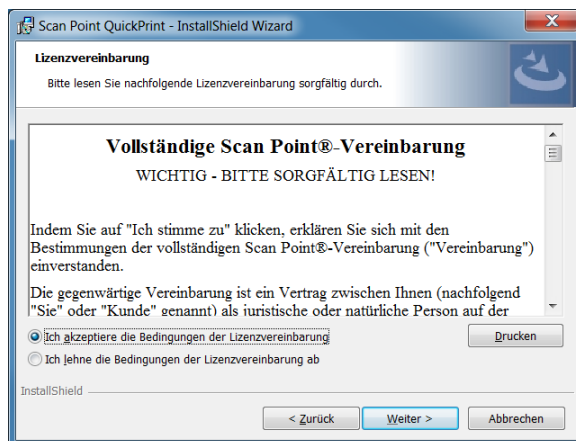 Scan Point QuickPrint - InstallShield Wizard
Lizenzvereinbarung
Bitte lesen Sie nachfolgende Lizenzvereinbarung sorgfältig durch.
Vollständige Scan Point®-Vereinbarung
WICHTIG - BITTE SORGFÄLTIG LESEN!
Indem Sie auf "Ich stimme zu" klicken, erklären Sie sich mit den
Bestimmungen der vollständigen Scan Point®-Vereinbarung ("Vereinbarung")
einverstanden.
Die gegenwärtige Vereinbarung ist ein Vertrag zwischen Ihnen (nachfolgend
"Sie" oder "Kunde" genannt) als juristische oder natürliche Person auf der
Ich akzeptiere die Bedingungen der Lizenzvereinbarung
Drucken
Ich lehne die Bedingungen der Lizenzvereinbarung ab
InstallShield
< Zurück Weiter > Abbrechen